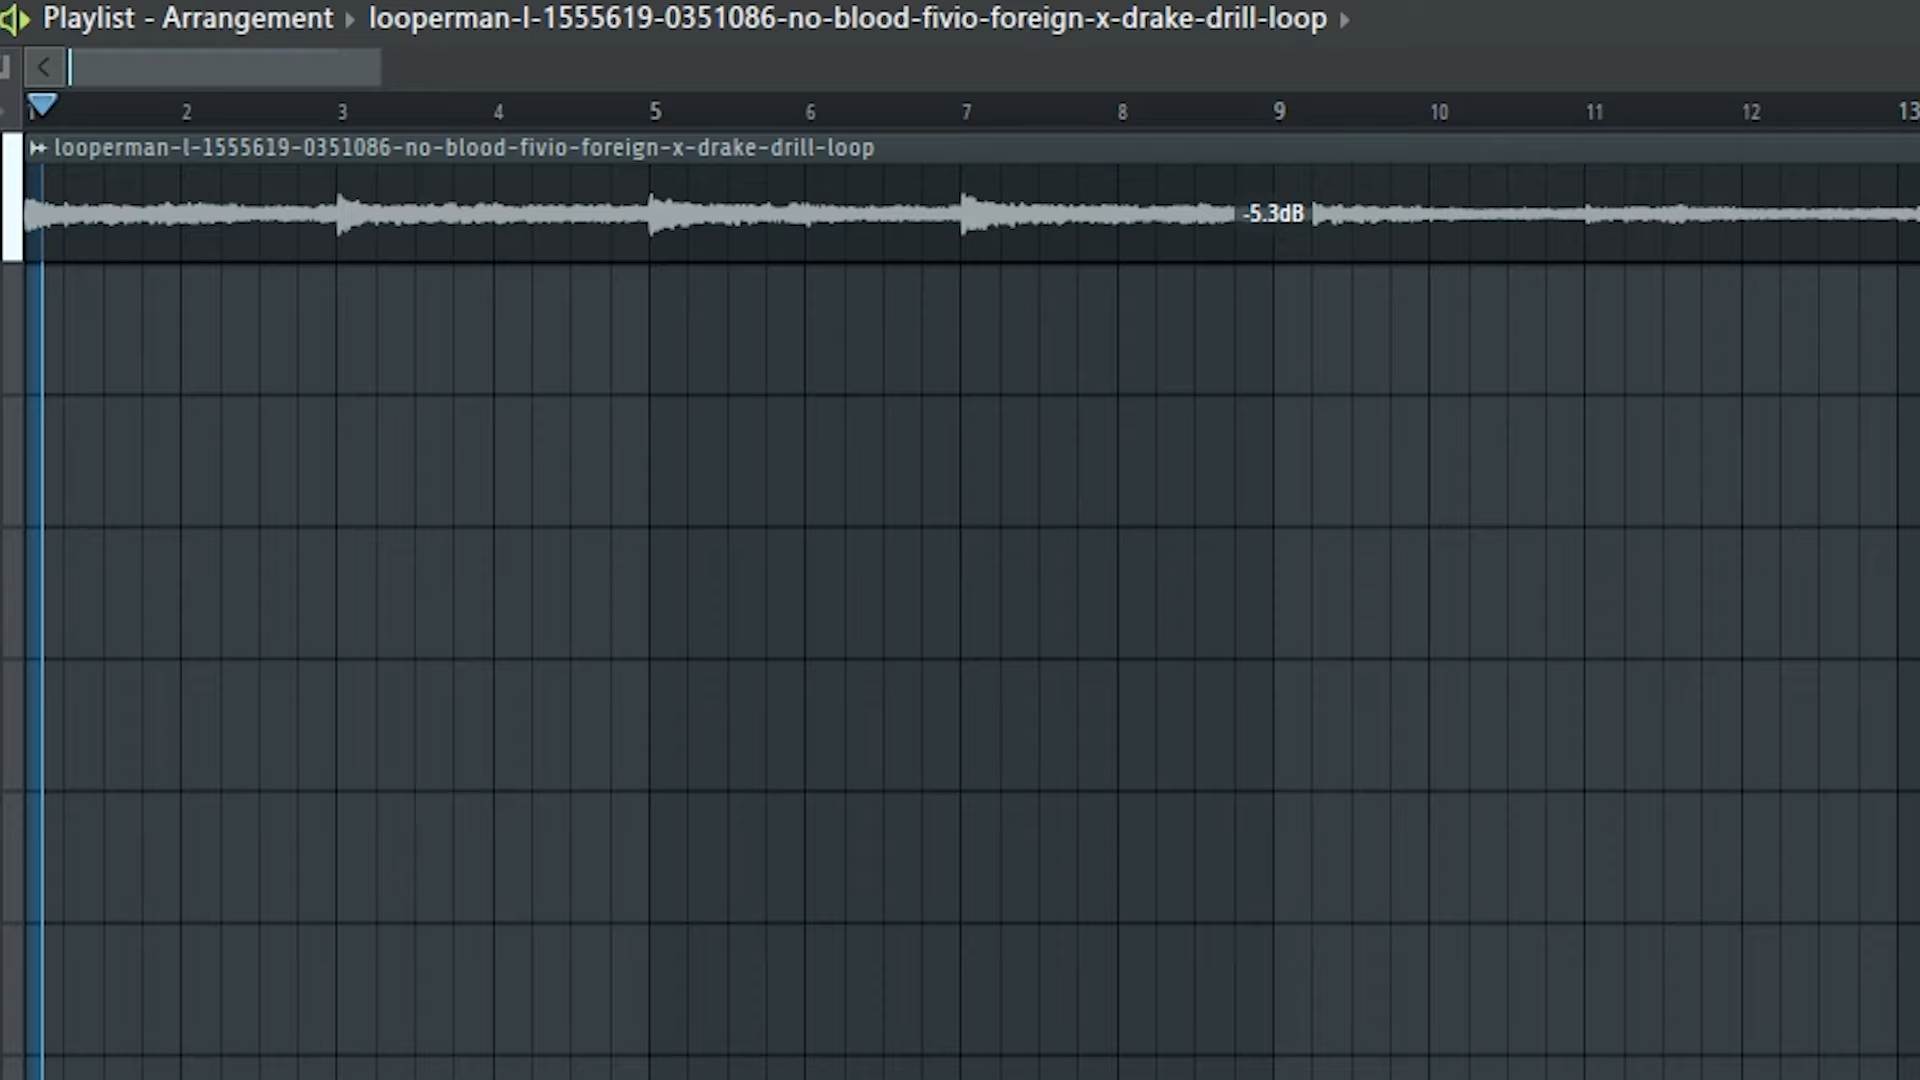 Playlist - Arrangement looperman-l-1555619-0351086-no-blood-fivio-foreign-x-drake-drill-loop
1 2 3 4 5 6 7 8 9 10 11 12 13
looperman-l-1555619-0351086-no-blood-fivio-foreign-x-drake-drill-loop
-5.3dB